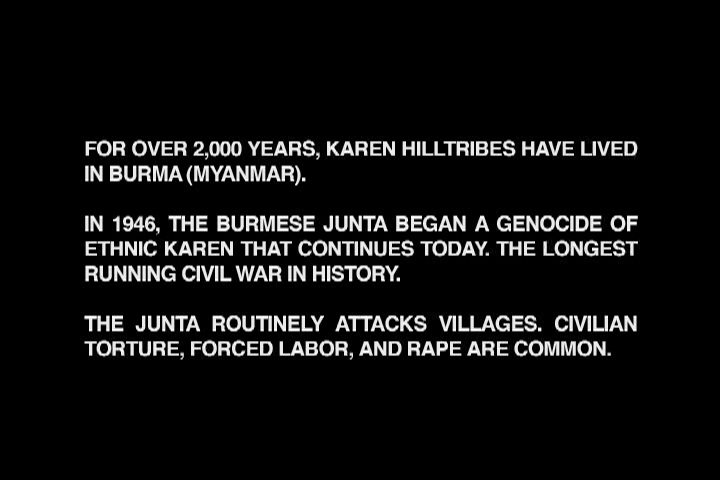 FOR OVER 2,000 YEARS, KAREN HILLTRIBES HAVE LIVED
IN BURMA (MYANMAR).
IN 1946, THE BURMESE JUNTA BEGAN A GENOCIDE OF
ETHNIC KAREN THAT CONTINUES TODAY. THE LONGEST
RUNNING CIVIL WAR IN HISTORY.
THE JUNTA ROUTINELY ATTACKS VILLAGES. CIVILIAN
TORTURE, FORCED LABOR, AND RAPE ARE COMMON.